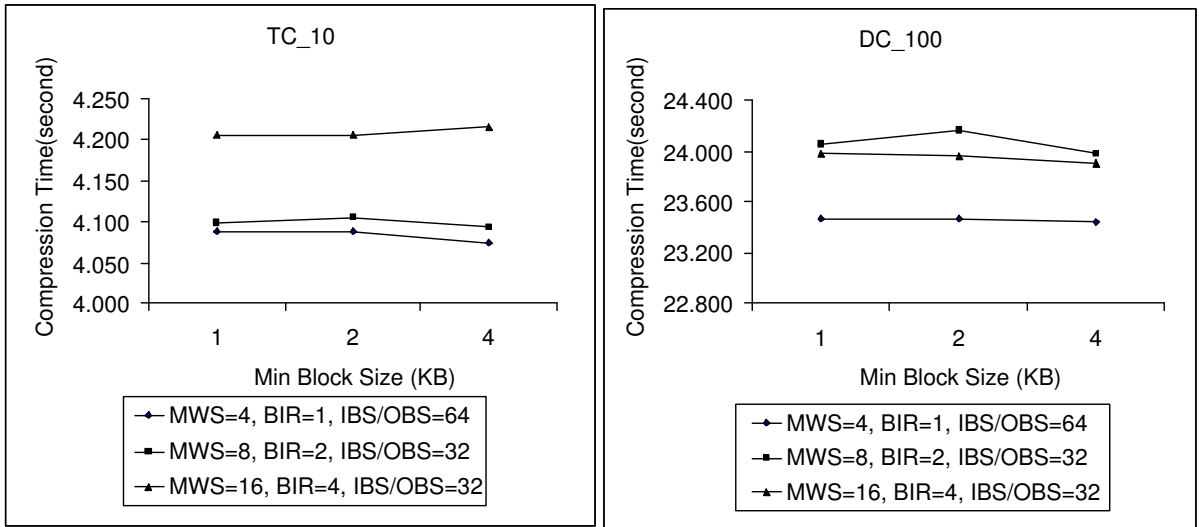 TC_10
Compression Time(second)
4.250
4.200
4.150
4.100
4.050
4.000
1 2 4
Min Block Size (KB)
MWS=4, BIR=1, IBS/OBS=64
MWS=8, BIR=2, IBS/OBS=32
MWS=16, BIR=4, IBS/OBS=32
DC_100
Compression Time(second)
24.400
24.000
23.600
23.200
22.800
1 2 4
Min Block Size (KB)
MWS=4, BIR=1, IBS/OBS=64
MWS=8, BIR=2, IBS/OBS=32
MWS=16, BIR=4, IBS/OBS=32